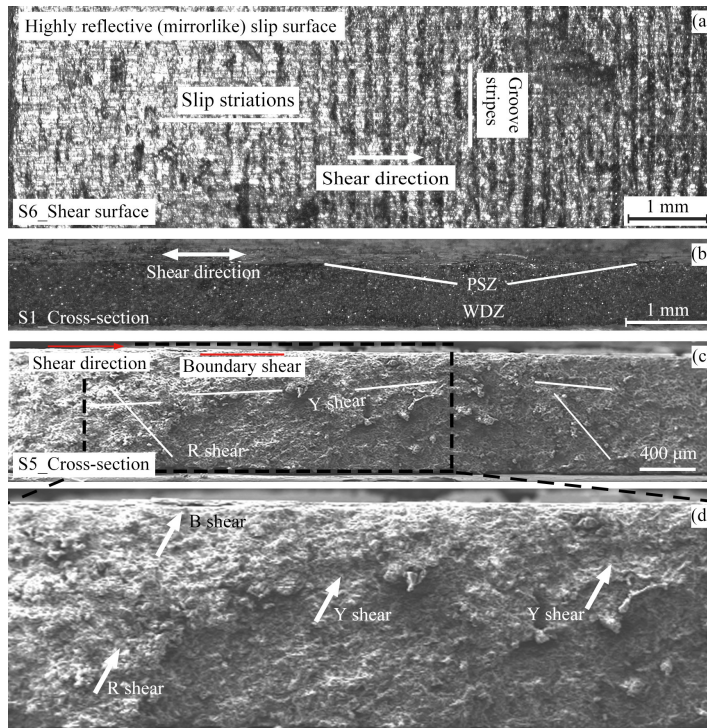 Highly reflective (mirrorlike) slip surface
(a)
Slip striations
Groove
stripes
Shear direction
S6_Shear surface
1 mm
(b)
Shear direction
PSZ
WDZ
S1_Cross-section
1 mm
(c)
Shear direction
Boundary shear
Y shear
R shear
S5_Cross-section
400 μm
(d)
B shear
Y shear
Y shear
R shear